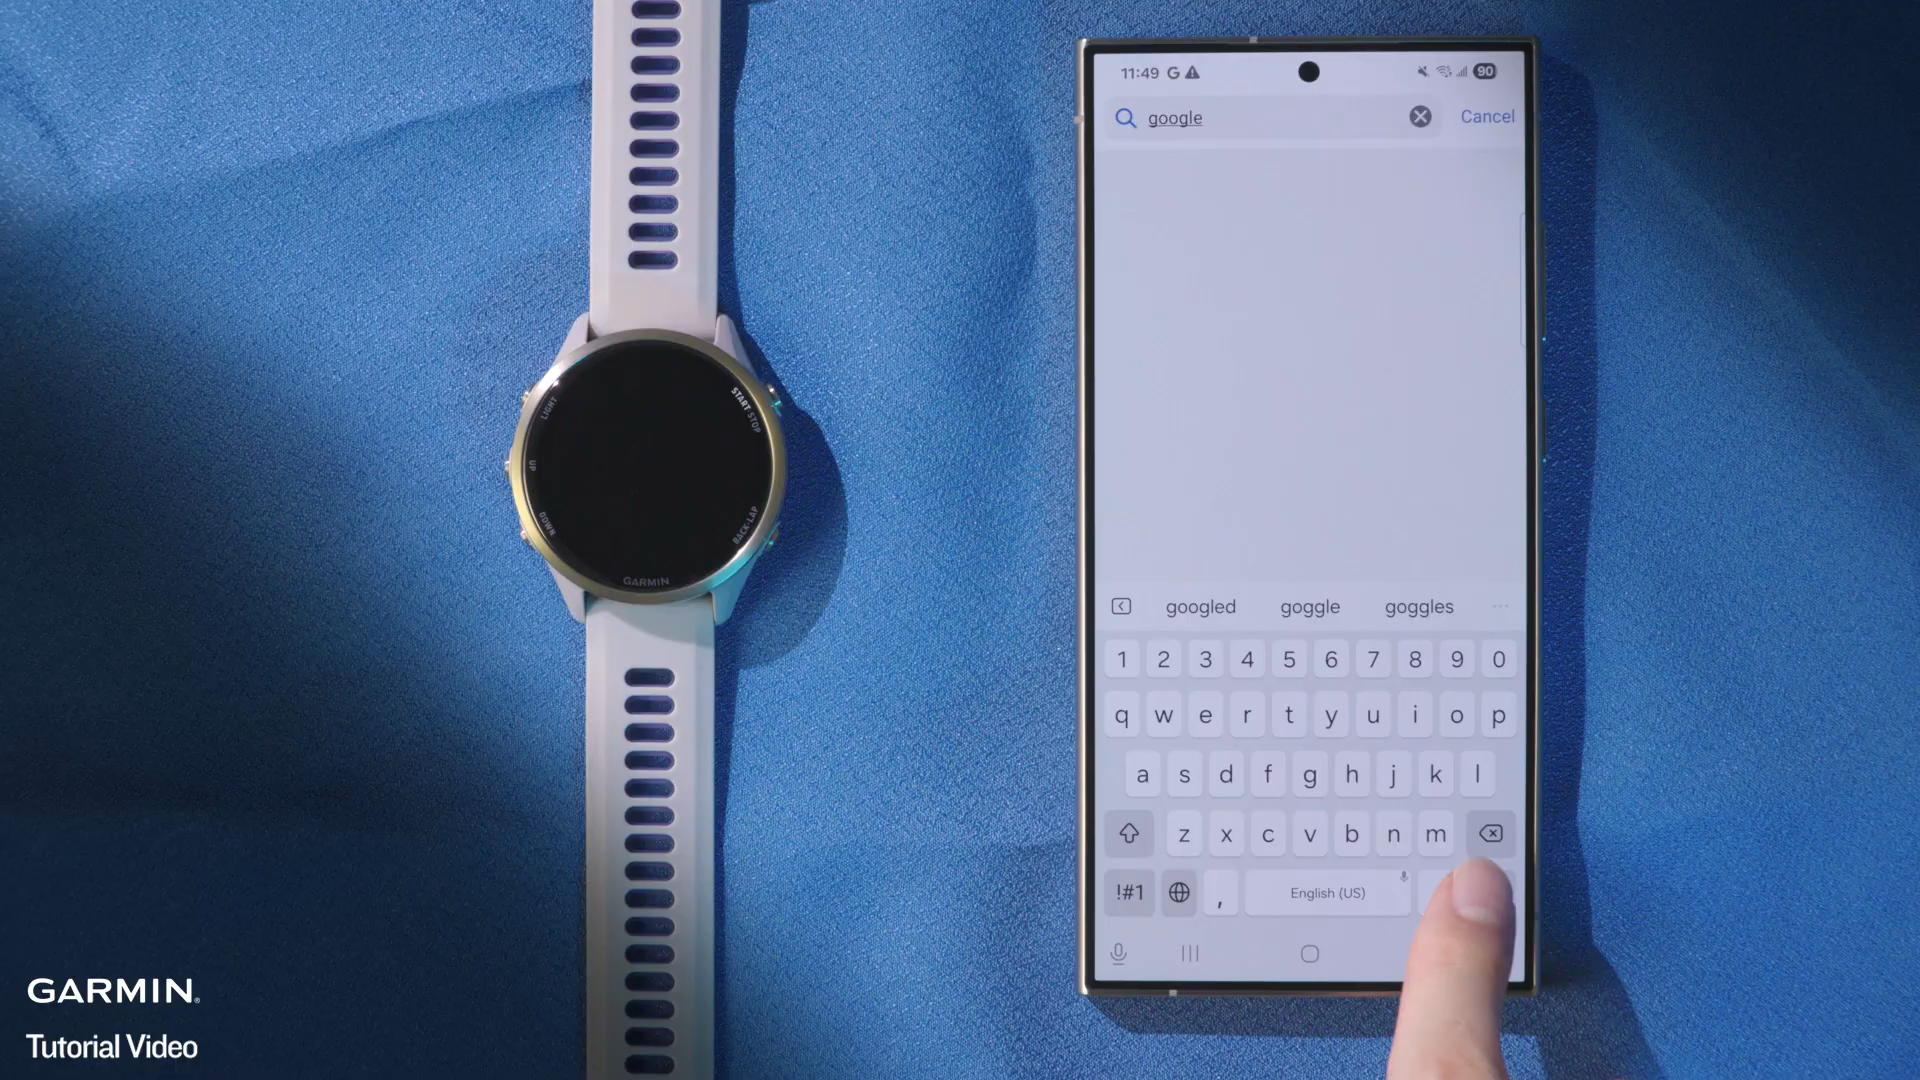 11:49 G
90
google
Cancel
LIGHT
START STOP
UP
DOWN
BACK·LAP
GARMIN
googled goggle goggles ...
1 2 3 4 5 6 7 8 9 0
q w e r t y u i o p
a s d f g h j k l
z x c v b n m
!#1 , English (US)
GARMIN®
Tutorial Video